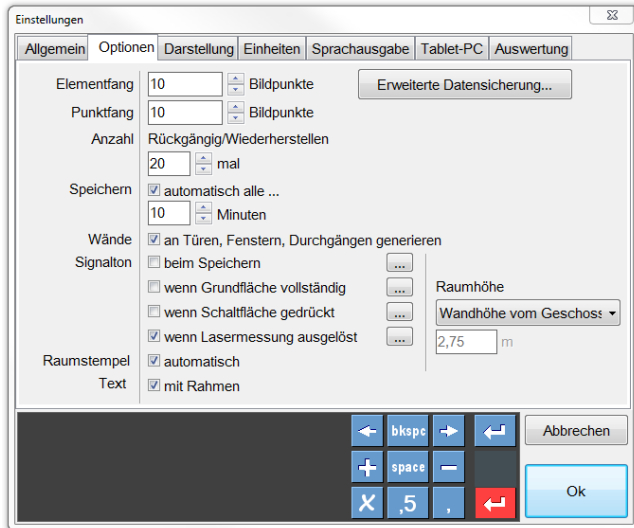 Einstellungen
Allgemein Optionen Darstellung Einheiten Sprachausgabe Tablet-PC Auswertung
Elementfang 10 Bildpunkte Erweiterte Datensicherung...
Punktfang 10 Bildpunkte
Anzahl Rückgängig/Wiederherstellen
20 mal
Speichern automatisch alle ...
10 Minuten
Wände an Türen, Fenstern, Durchgängen generieren
Signalton beim Speichern ...
wenn Grundfläche vollständig ...
Raumhöhe
wenn Schaltfläche gedrückt ...
Wandhöhe vom Geschoss
wenn Lasermessung ausgelöst ...
2,75 m
Raumstempel automatisch
Text mit Rahmen
bkspc
Abbrechen
+ space -
X ,5 ,
Ok